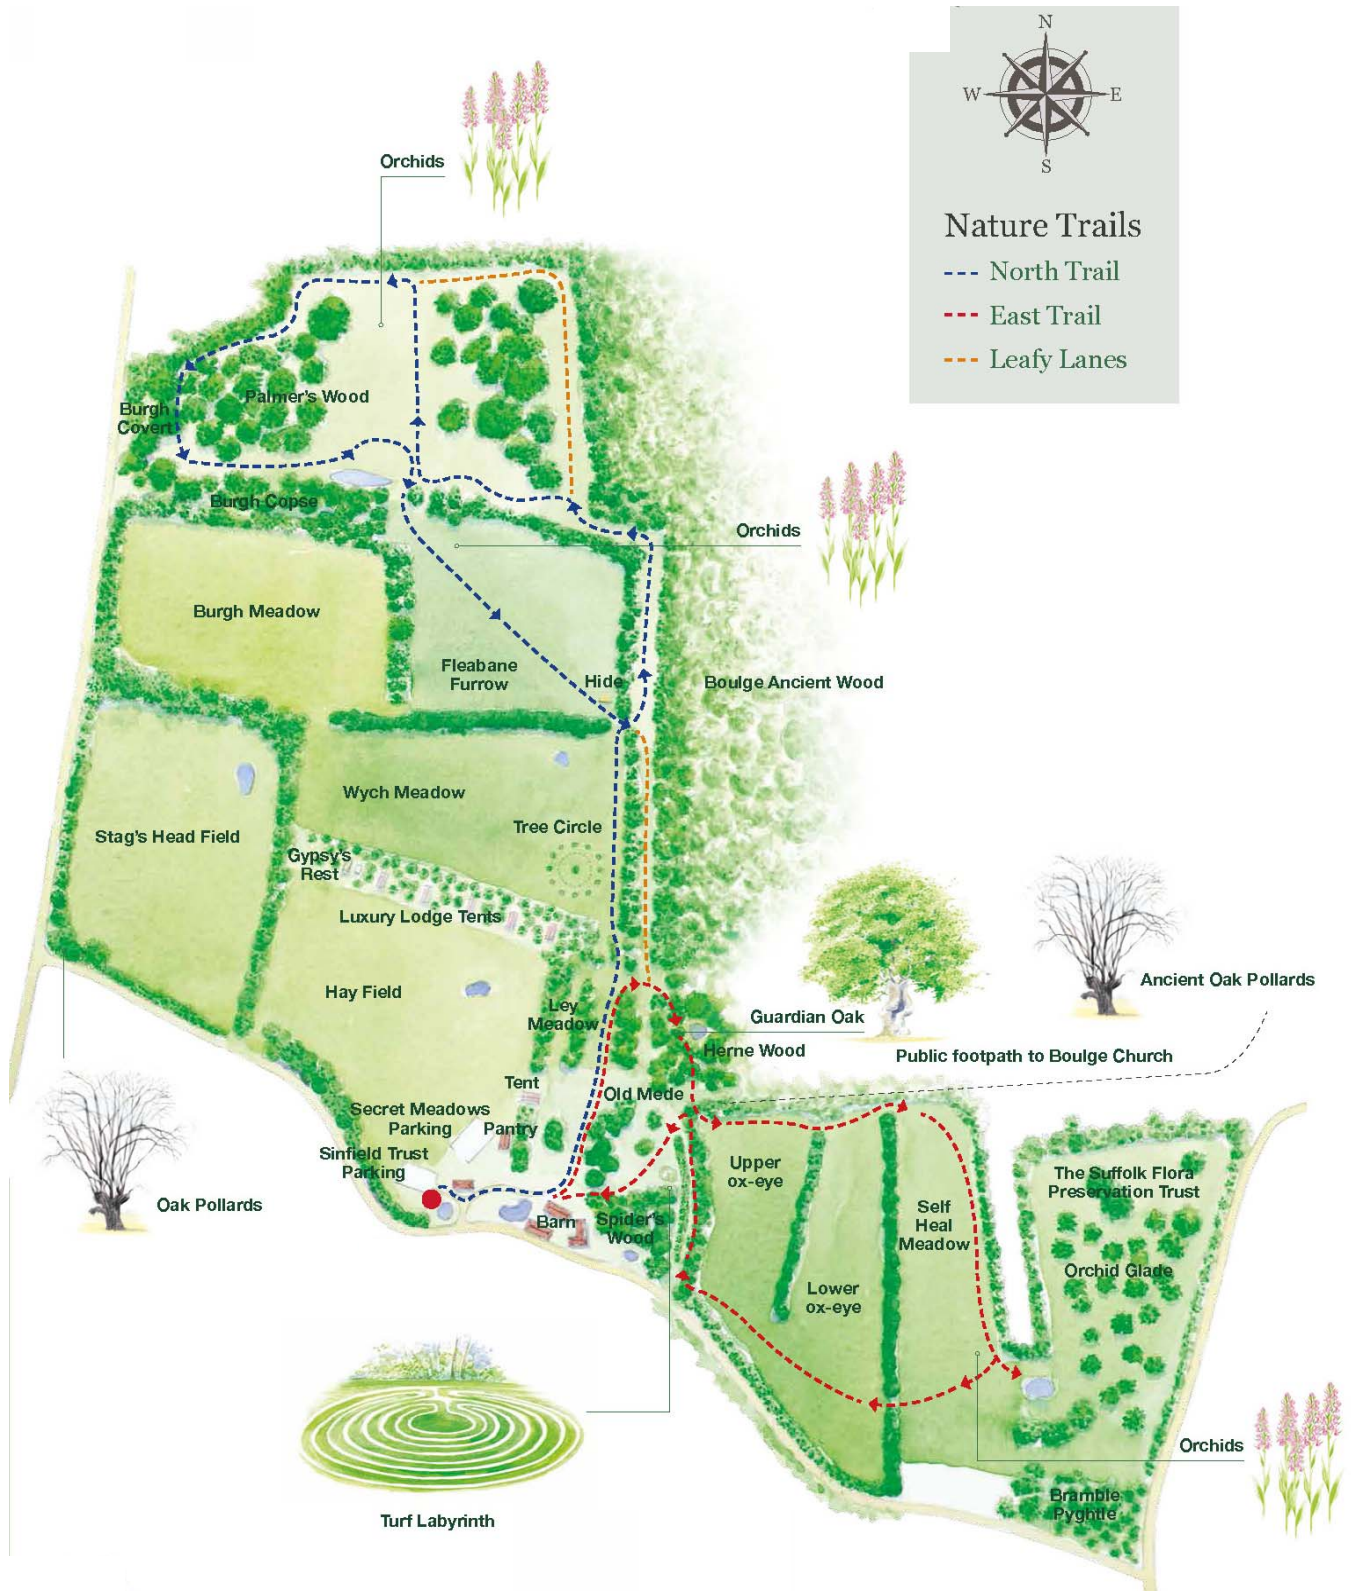 N
W
E
S
Nature Trails
North Trail
East Trail
Leafy Lanes
Orchids
Palmer's Wood
Burgh
Covert
Burgh Copse
Orchids
Burgh Meadow
Fleabane
Furrow
Hide
Boulge Ancient Wood
Wych Meadow
Stag's Head Field
Tree Circle
Gypsy's
Rest
Luxury Lodge Tents
Hay Field
Ley
Meadow
Ancient Oak Pollards
Guardian Oak
Herne Wood
Public footpath to Boulge Church
Tent
Old Mede
Secret Meadows
Parking
Pantry
Sinfield Trust
Parking
Oak Pollards
Barn
Spider's
Wood
Upper
ox-eye
The Suffolk Flora
Preservation Trust
Self
Heal
Meadow
Orchid Glade
Lower
ox-eye
Orchids
Bramble
Pyghtle
Turf Labyrinth